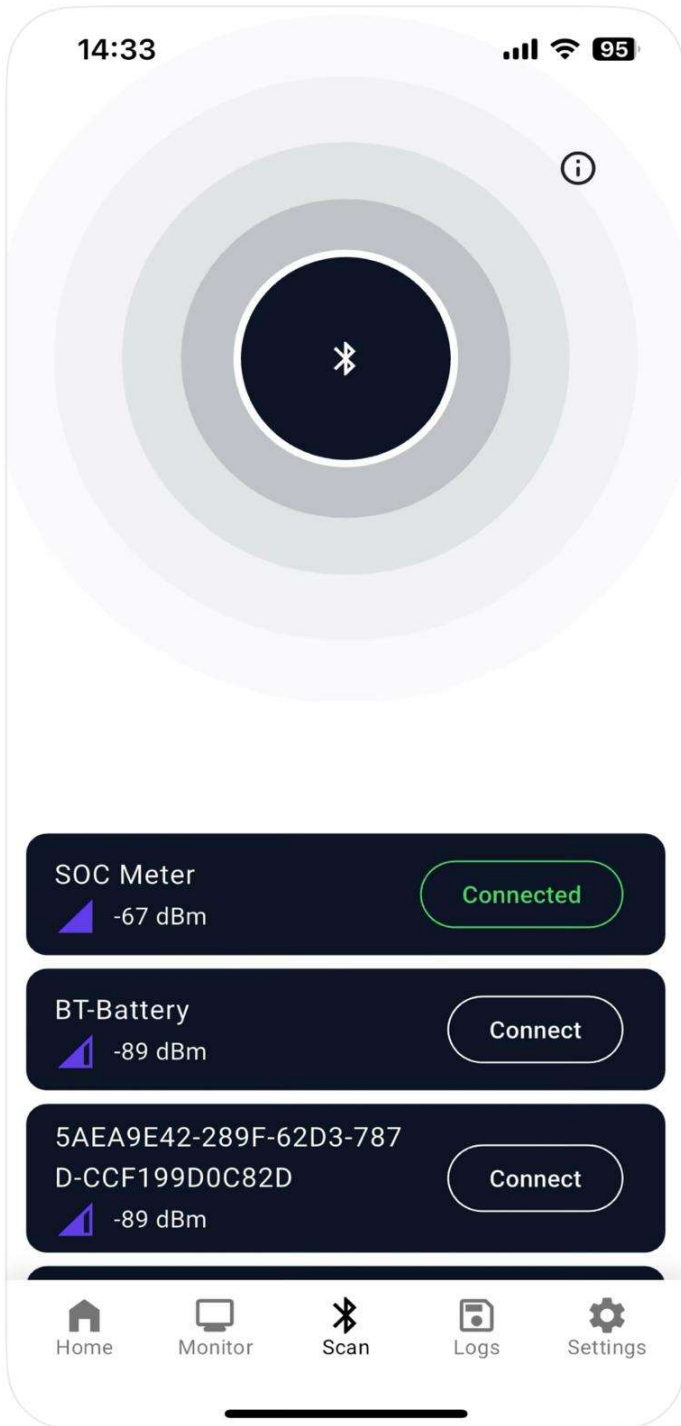 14:33
95
SOC Meter
Connected
-67 dBm
BT-Battery
Connect
-89 dBm
5AEA9E42-289F-62D3-787
D-CCF199D0C82D
Connect
-89 dBm
Home Monitor Scan Logs Settings